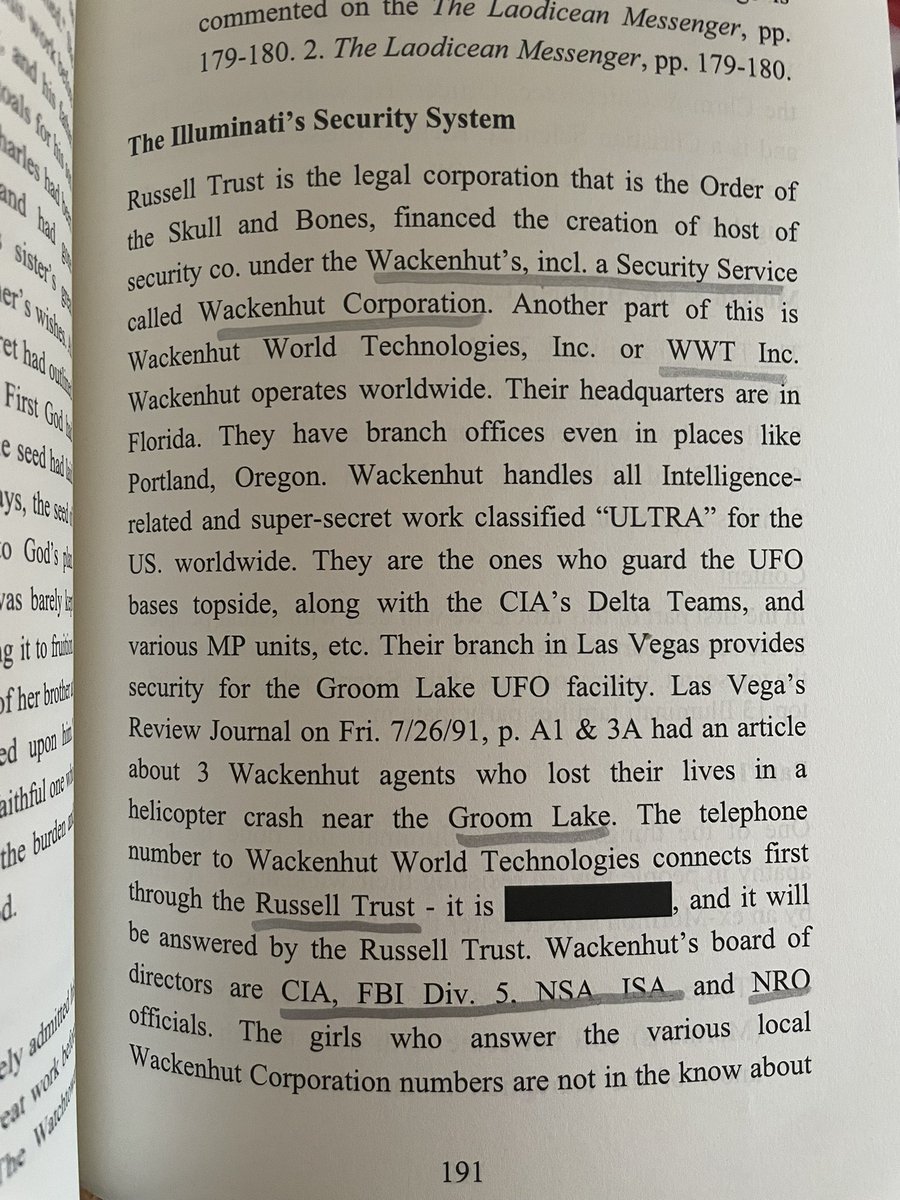 commented on the The Laodicean Messenger, pp.
179-180. 2. The Laodicean Messenger, pp. 179-180.
The Illuminati's Security System
Russell Trust is the legal corporation that is the Order of
the Skull and Bones, financed the creation of host of
security co. under the Wackenhut's, incl. a Security Service
called Wackenhut Corporation. Another part of this is
Wackenhut World Technologies, Inc. or WWT Inc.
Wackenhut operates worldwide. Their headquarters are in
Florida. They have branch offices even in places like
Portland, Oregon. Wackenhut handles all Intelligence-
related and super-secret work classified “ULTRA” for the
US. worldwide. They are the ones who guard the UFO
bases topside, along with the CIA's Delta Teams, and
various MP units, etc. Their branch in Las Vegas provides
security for the Groom Lake UFO facility. Las Vega's
Review Journal on Fri. 7/26/91, p. A1 & 3A had an article
about 3 Wackenhut agents who lost their lives in a
helicopter crash near the Groom Lake. The telephone
number to Wackenhut World Technologies connects first
through the Russell Trust - it is , and it will
be answered by the Russell Trust. Wackenhut's board of
directors are CIA, FBI Div. 5. NSA ISA and NRO
officials. The girls who answer the various local
Wackenhut Corporation numbers are not in the know about
191